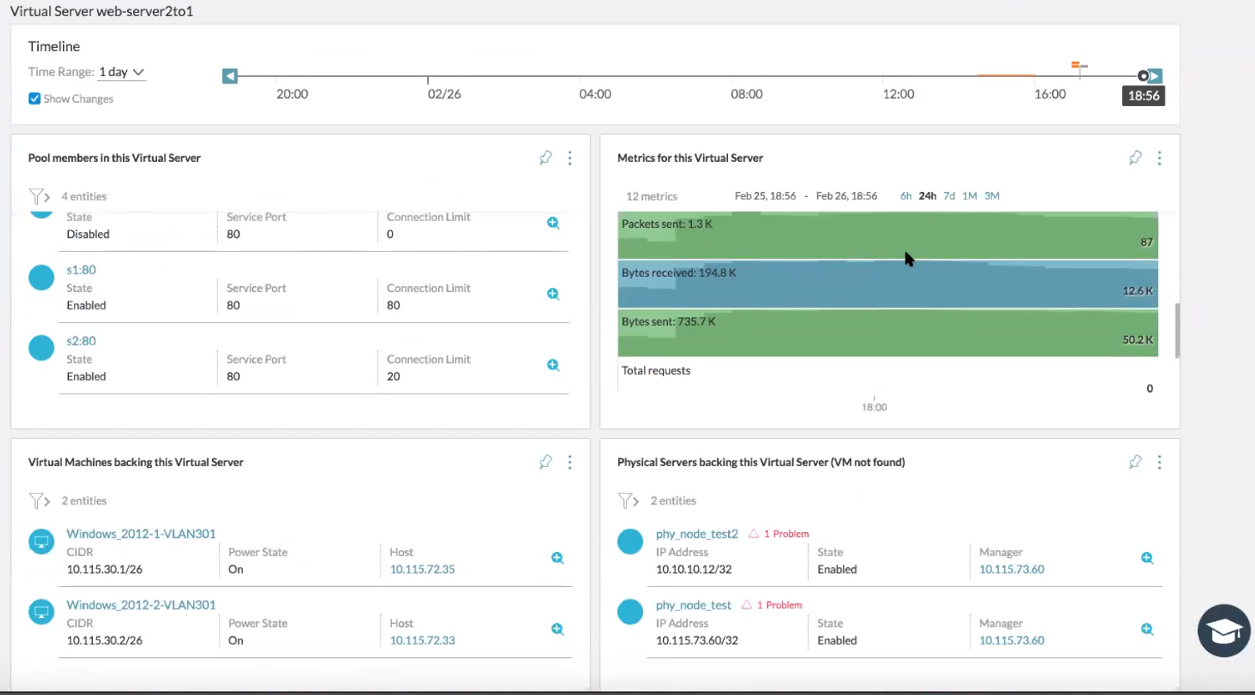 Virtual Server web-server2to1
Timeline
Time Range: 1 day
Show Changes
20:00 02/26 04:00 08:00 12:00 16:00 18:56
Pool members in this Virtual Server
4 entities
State Service Port Connection Limit
Disabled 80 0
s1:80
State Service Port Connection Limit
Enabled 80 80
s2:80
State Service Port Connection Limit
Enabled 80 20
Metrics for this Virtual Server
12 metrics Feb 25, 18:56 - Feb 26, 18:56 6h 24h 7d 1M 3M
Packets sent: 1.3 K
87
Bytes received: 194.8 K
12.6 K
Bytes sent: 735.7 K
50.2 K
Total requests
0
18:00
Virtual Machines backing this Virtual Server
2 entities
Windows_2012-1-VLAN301
CIDR Power State Host
10.115.30.1/26 On 10.115.72.35
Windows_2012-2-VLAN301
CIDR Power State Host
10.115.30.2/26 On 10.115.72.33
Physical Servers backing this Virtual Server (VM not found)
2 entities
phy_node_test2 1 Problem
IP Address State Manager
10.10.10.12/32 Enabled 10.115.73.60
phy_node_test 1 Problem
IP Address State Manager
10.115.73.60/32 Enabled 10.115.73.60